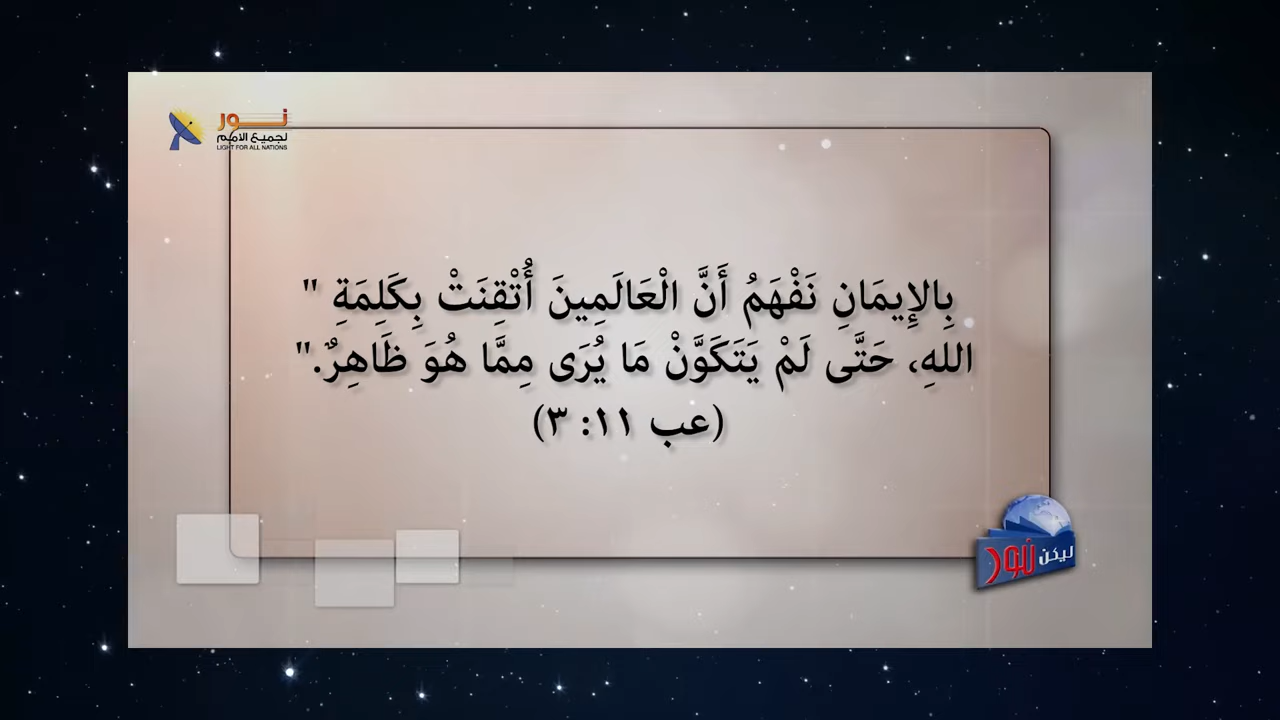 نـــور
لجميع الأمم
LIGHT FOR ALL NATIONS
بِالإِيمَانِ نَفْهَمُ أَنَّ الْعَالَمِينَ أُتْقِنَتْ بِكَلِمَةِ "
اللهِ، حَتَّى لَمْ يَتَكَوَّنْ مَا يُرَى مِمَّا هُوَ ظَاهِرٌ."
(عب ١١: ٣)
ليكن نور